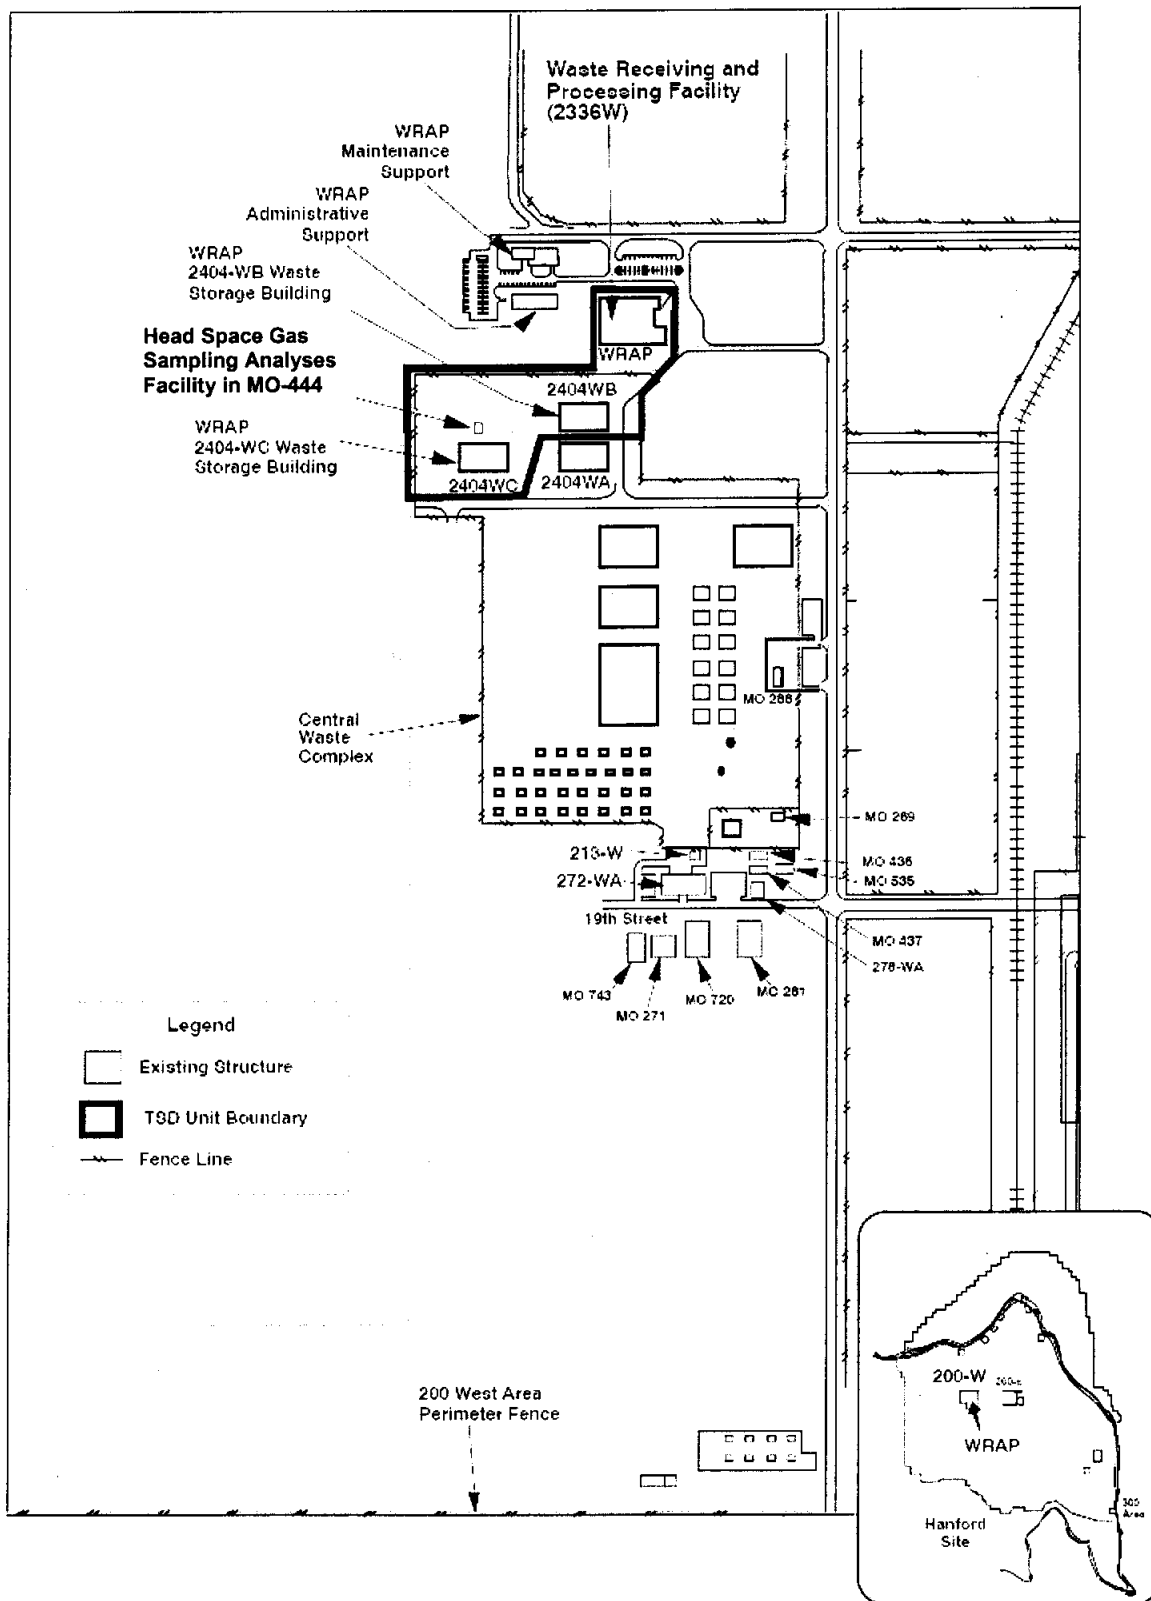 Waste Receiving and
Processing Facility
(2336W)
WRAP
Maintenance
Support
WRAP
Administrative
Support
WRAP
2404-WB Waste
Storage Building
Head Space Gas
Sampling Analyses
Facility in MO-444
WRAP
2404-WC Waste
Storage Building
WRAP
2404WB
2404WC
2404WA
Central
Waste
Complex
MO 288
MO 269
213-W
MO 436
272-WA
MO 535
19th Street
MO 437
278-WA
MO 743
MO 271
MO 720
MO 287
Legend
Existing Structure
TSD Unit Boundary
Fence Line
200 West Area
Perimeter Fence
200-W
200-E
WRAP
300
Area
Hanford
Site